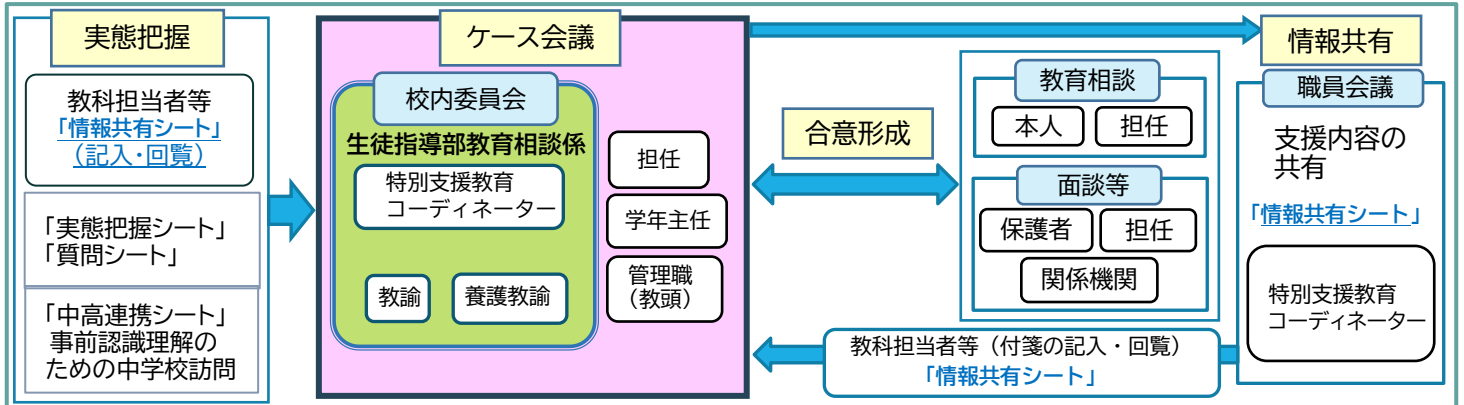 実態把握
教科担当者等
「情報共有シート」
（記入・回覧）
「実態把握シート」
「質問シート」
「中高連携シート」
事前認識理解の
ための中学校訪問
ケース会議
校内委員会
生徒指導部教育相談係
特別支援教育
コーディネーター
教諭
養護教諭
担任
学年主任
管理職
（教頭）
合意形成
教育相談
本人
担任
面談等
保護者
担任
関係機関
教科担当者等（付箋の記入・回覧）
「情報共有シート」
情報共有
職員会議
支援内容の
共有
「情報共有シート」
特別支援教育
コーディネーター